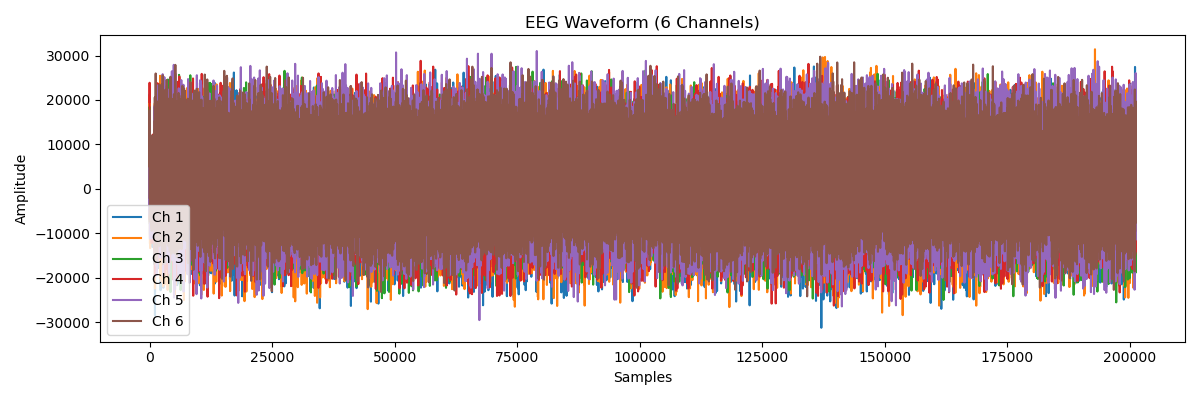 EEG Waveform (6 Channels)
30000
20000
10000
0
−10000
−20000
−30000
Amplitude
Ch 1
Ch 2
Ch 3
Ch 4
Ch 5
Ch 6
0 25000 50000 75000 100000 125000 150000 175000 200000
Samples